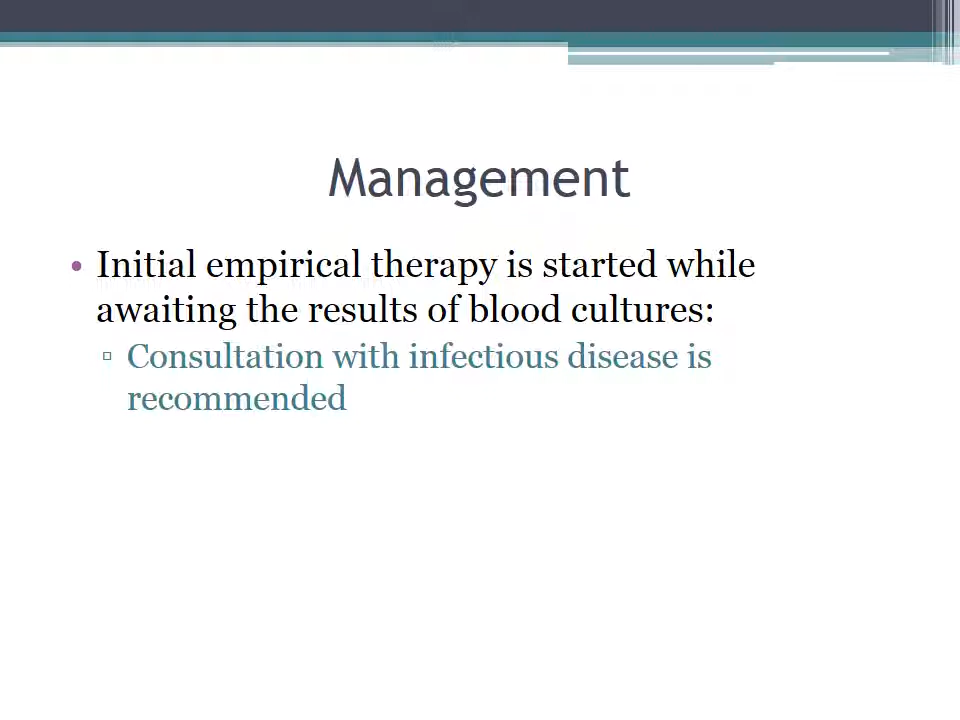 Management
• Initial empirical therapy is started while
awaiting the results of blood cultures:
▫ Consultation with infectious disease is
recommended